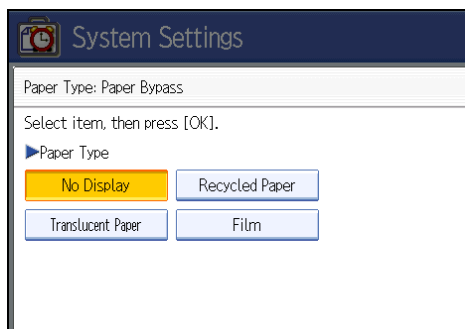 System Settings
Paper Type: Paper Bypass
Select item, then press [OK].
▶Paper Type
No Display Recycled Paper
Translucent Paper Film